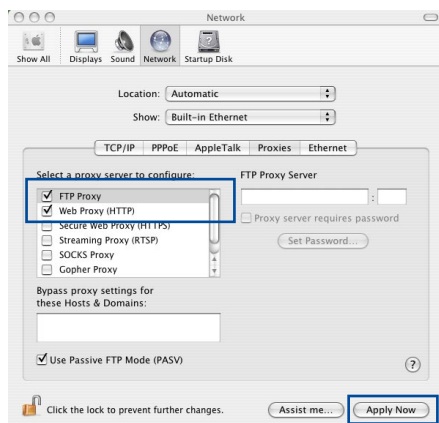 Network
Show All Displays Sound Network Startup Disk
Location: Automatic
Show: Built-in Ethernet
TCP/IP PPPoE AppleTalk Proxies Ethernet
Select a proxy server to configure:
FTP Proxy
Web Proxy (HTTP)
Secure Web Proxy (HTTPS)
Streaming Proxy (RTSP)
SOCKS Proxy
Gopher Proxy
FTP Proxy Server
:
Proxy server requires password
Set Password...
Bypass proxy settings for
these Hosts & Domains:
Use Passive FTP Mode (PASV)
?
Click the lock to prevent further changes.
Assist me... Apply Now